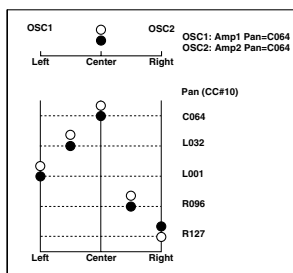 OSC1 OSC2
OSC1: Amp1 Pan=C064
OSC2: Amp2 Pan=C064
Left Center Right
Pan (CC#10)
C064
L032
L001
R096
R127
Left Center Right